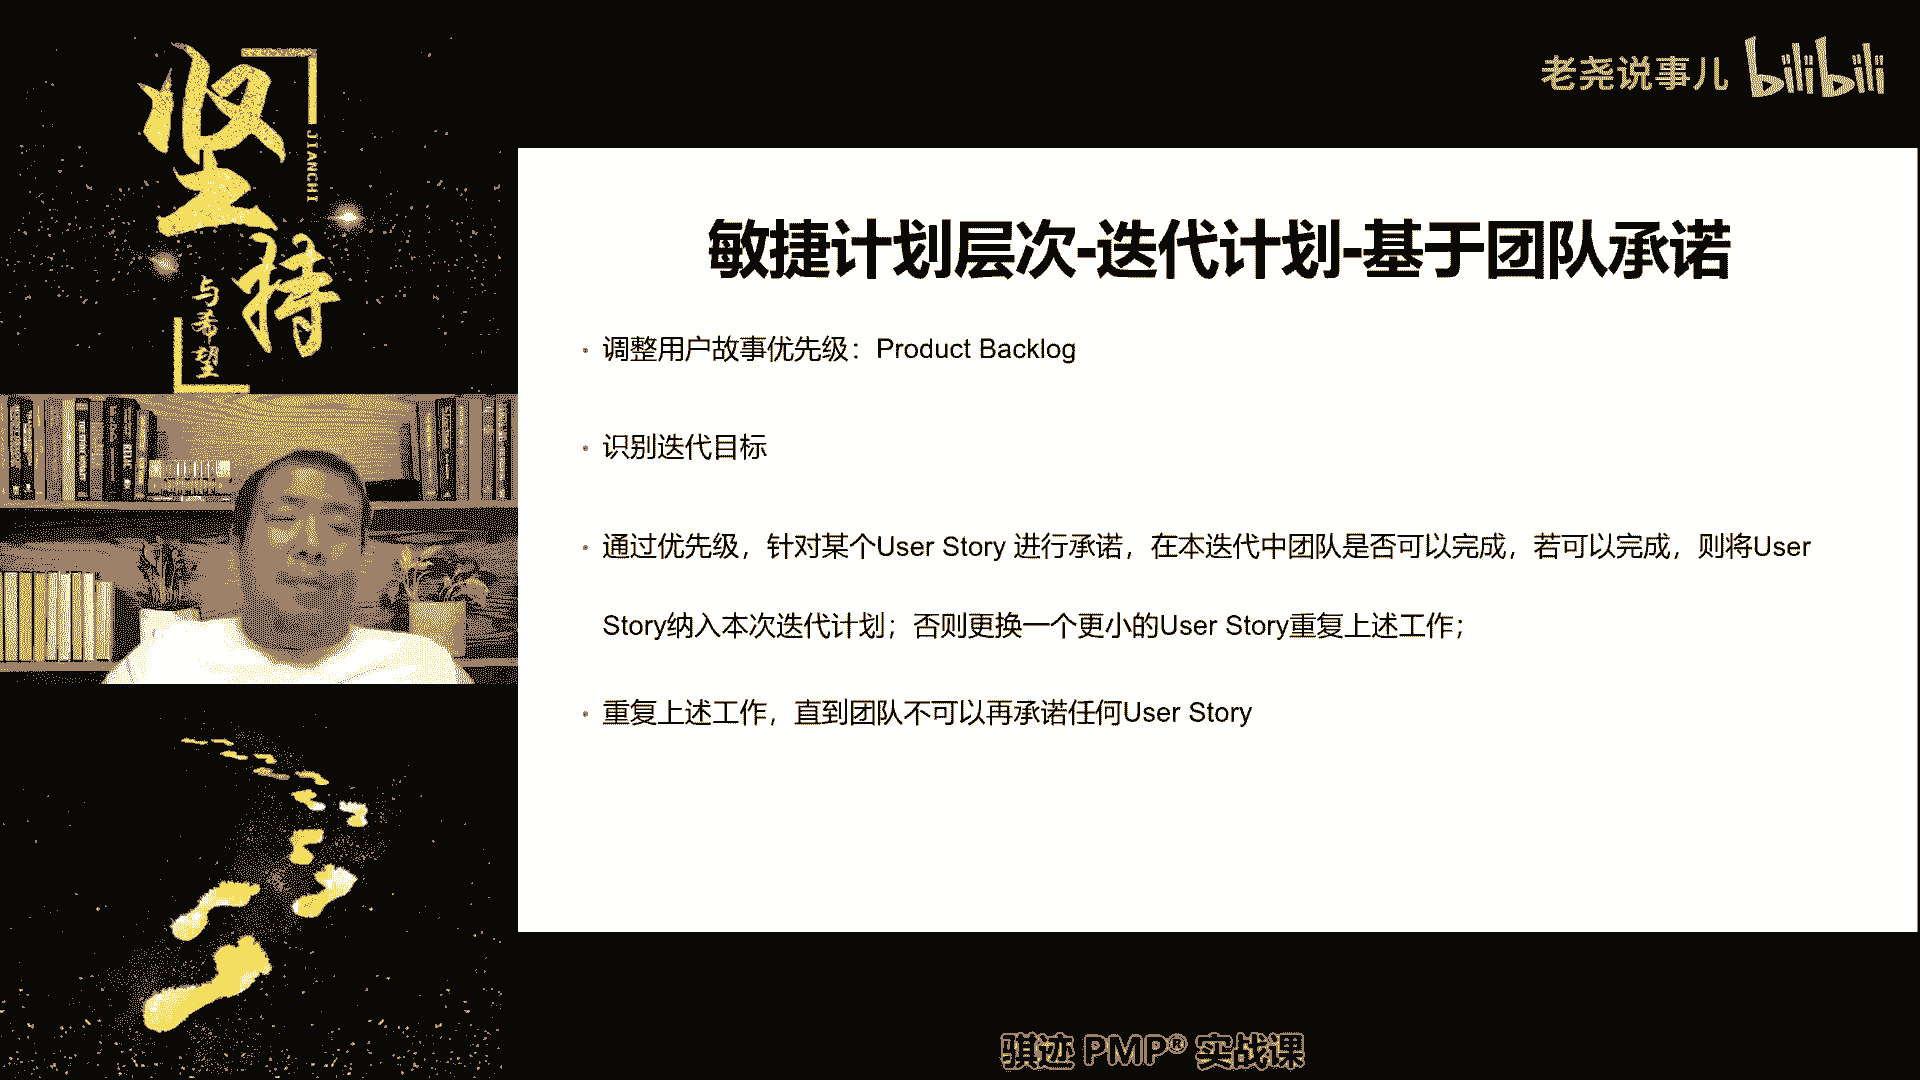 坚持
JIANCHI
与希望
老尧说事儿 bilibili
敏捷计划层次-迭代计划-基于团队承诺
· 调整用户故事优先级：Product Backlog
· 识别迭代目标
· 通过优先级，针对某个User Story 进行承诺，在本迭代中团队是否可以完成，若可以完成，则将User
Story纳入本次迭代计划；否则更换一个更小的User Story重复上述工作；
· 重复上述工作，直到团队不可以再承诺任何User Story
骐迹 PMP® 实战课